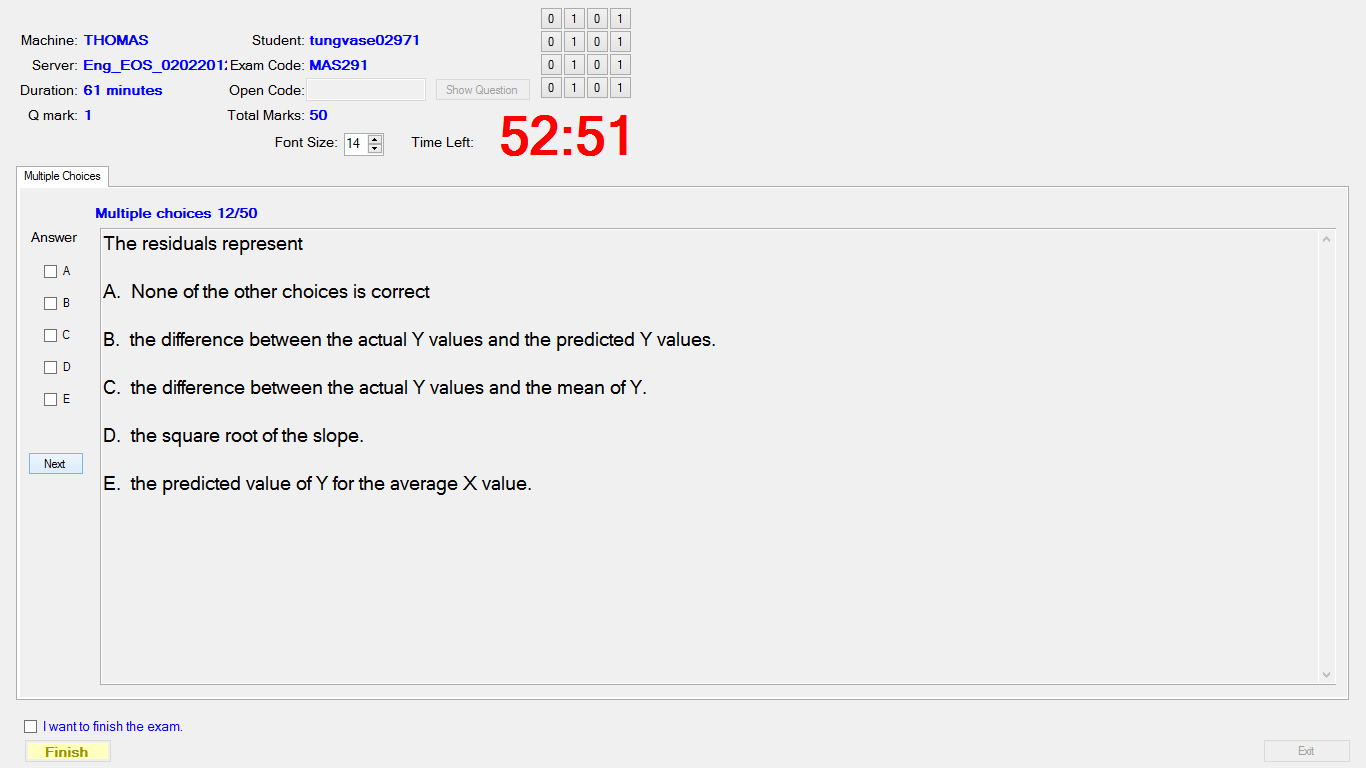 Machine: THOMAS Student: tungvase02971
Server: Eng_EOS_02022012 Exam Code: MAS291
Duration: 61 minutes Open Code: Show Question
Q mark: 1 Total Marks: 50
Font Size: 14 Time Left: 52:51
0 1 0 1
0 1 0 1
0 1 0 1
0 1 0 1
Multiple Choices
Multiple choices 12/50
Answer
A
B
C
D
E
Next
The residuals represent
A. None of the other choices is correct
B. the difference between the actual Y values and the predicted Y values.
C. the difference between the actual Y values and the mean of Y.
D. the square root of the slope.
E. the predicted value of Y for the average X value.
I want to finish the exam.
Finish
Exit